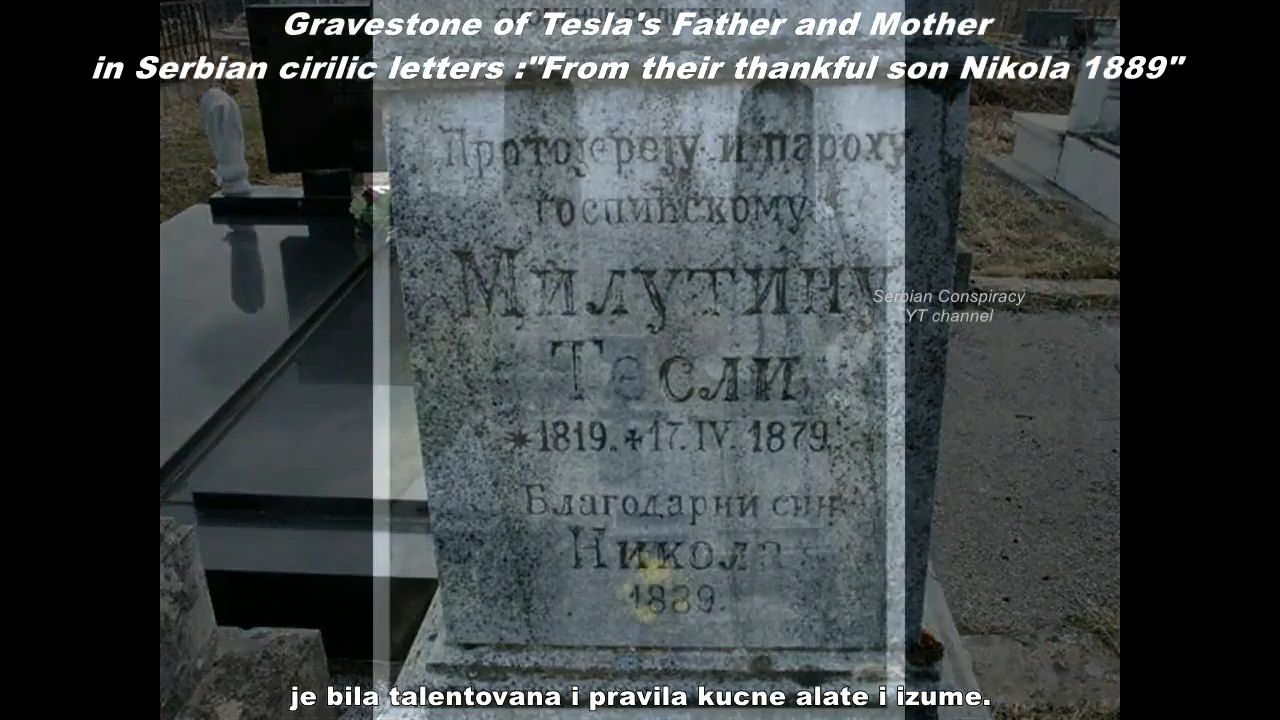 Gravestone of Tesla's Father and Mother
in Serbian cirilic letters :"From their thankful son Nikola 1889"
Протојереју и пароху
госпићскому
Милутину
Тесли
*1819. +17. IV. 1879.
Благодарни син
Никола
1889.
Serbian Conspiracy
YT channel
je bila talentovana i pravila kucne alate i izume.